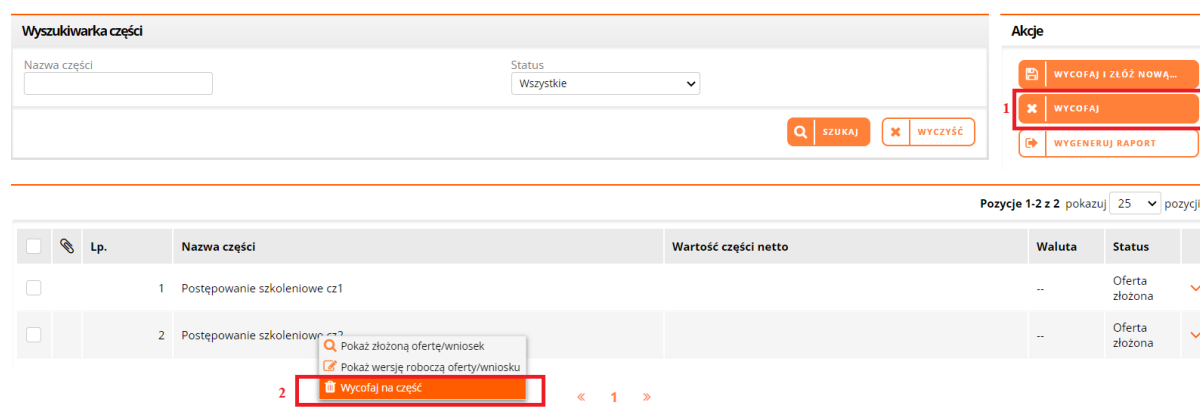 Wyszukiwarka części
Nazwa części
Status
Wszystkie
SZUKAJ
WYCZYŚĆ
Akcje
WYCOFAJ I ZŁÓŻ NOWĄ...
1 WYCOFAJ
WYGENERUJ RAPORT
Pozycje 1-2 z 2 pokazuj 25 pozycji
Lp. Nazwa części Wartość części netto Waluta Status
1 Postępowanie szkoleniowe cz1 -- Oferta złożona
2 Postępowanie szkoleniowe cz2 -- Oferta złożona
Pokaż złożoną ofertę/wniosek
Pokaż wersję roboczą oferty/wniosku
2 Wycofaj na część
« 1 »